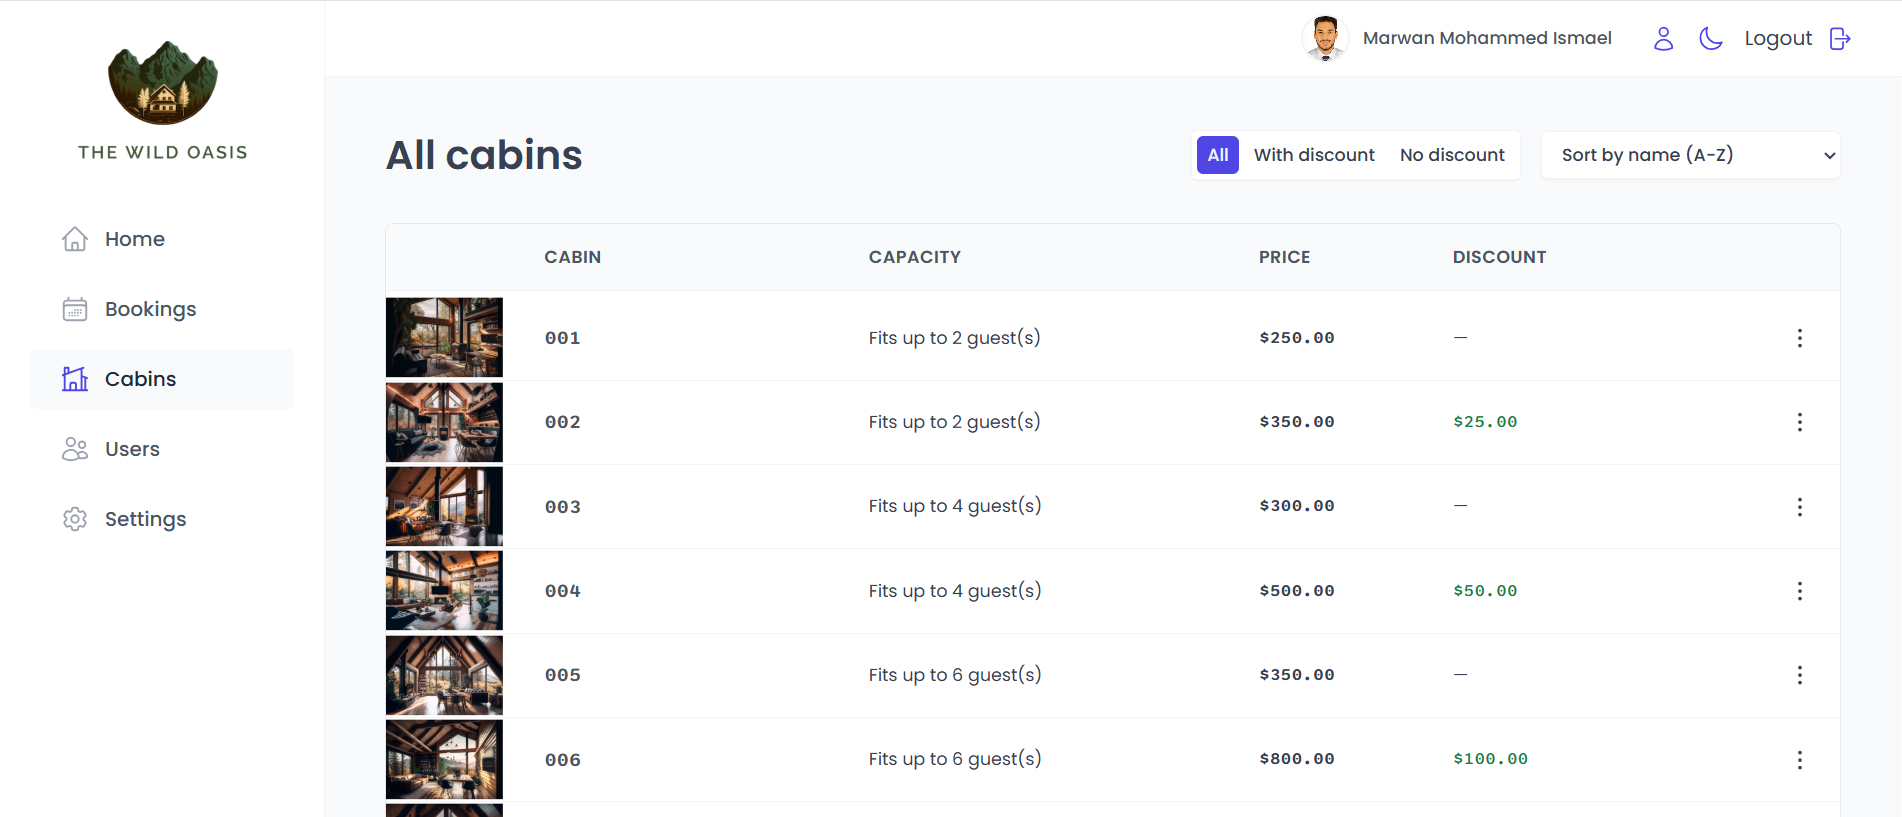 THE WILD OASIS
Home
Bookings
Cabins
Users
Settings
Marwan Mohammed Ismael
Logout
All cabins
All With discount No discount
Sort by name (A-Z)
CABIN CAPACITY PRICE DISCOUNT
001 Fits up to 2 guest(s) $250.00 —
002 Fits up to 2 guest(s) $350.00 $25.00
003 Fits up to 4 guest(s) $300.00 —
004 Fits up to 4 guest(s) $500.00 $50.00
005 Fits up to 6 guest(s) $350.00 —
006 Fits up to 6 guest(s) $800.00 $100.00